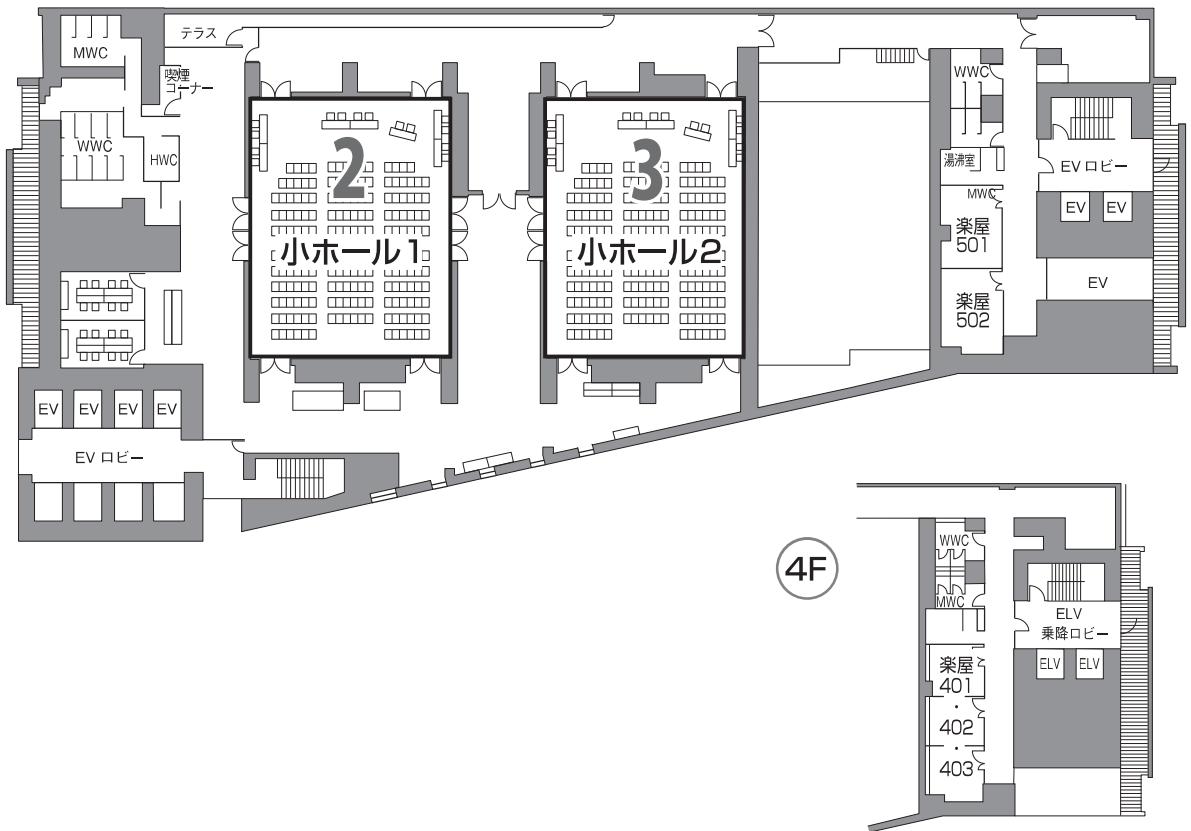 テラス
MWC
喫煙
コーナー
WWC
HWC
2
小ホール1
3
小ホール2
WWC
湯沸室
MWC
楽屋
501
楽屋
502
EV ロビー
EV
EV
EV
EV
EV
EV
EV
EV ロビー
4F
WWC
MWC
ELV
乗降ロビー
ELV
ELV
楽屋
401
・
402
・
403